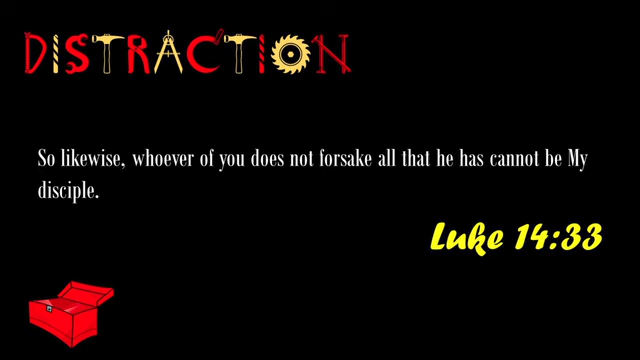 DISTRACTION
So likewise, whoever of you does not forsake all that he has cannot be My
disciple.
Luke 14:33